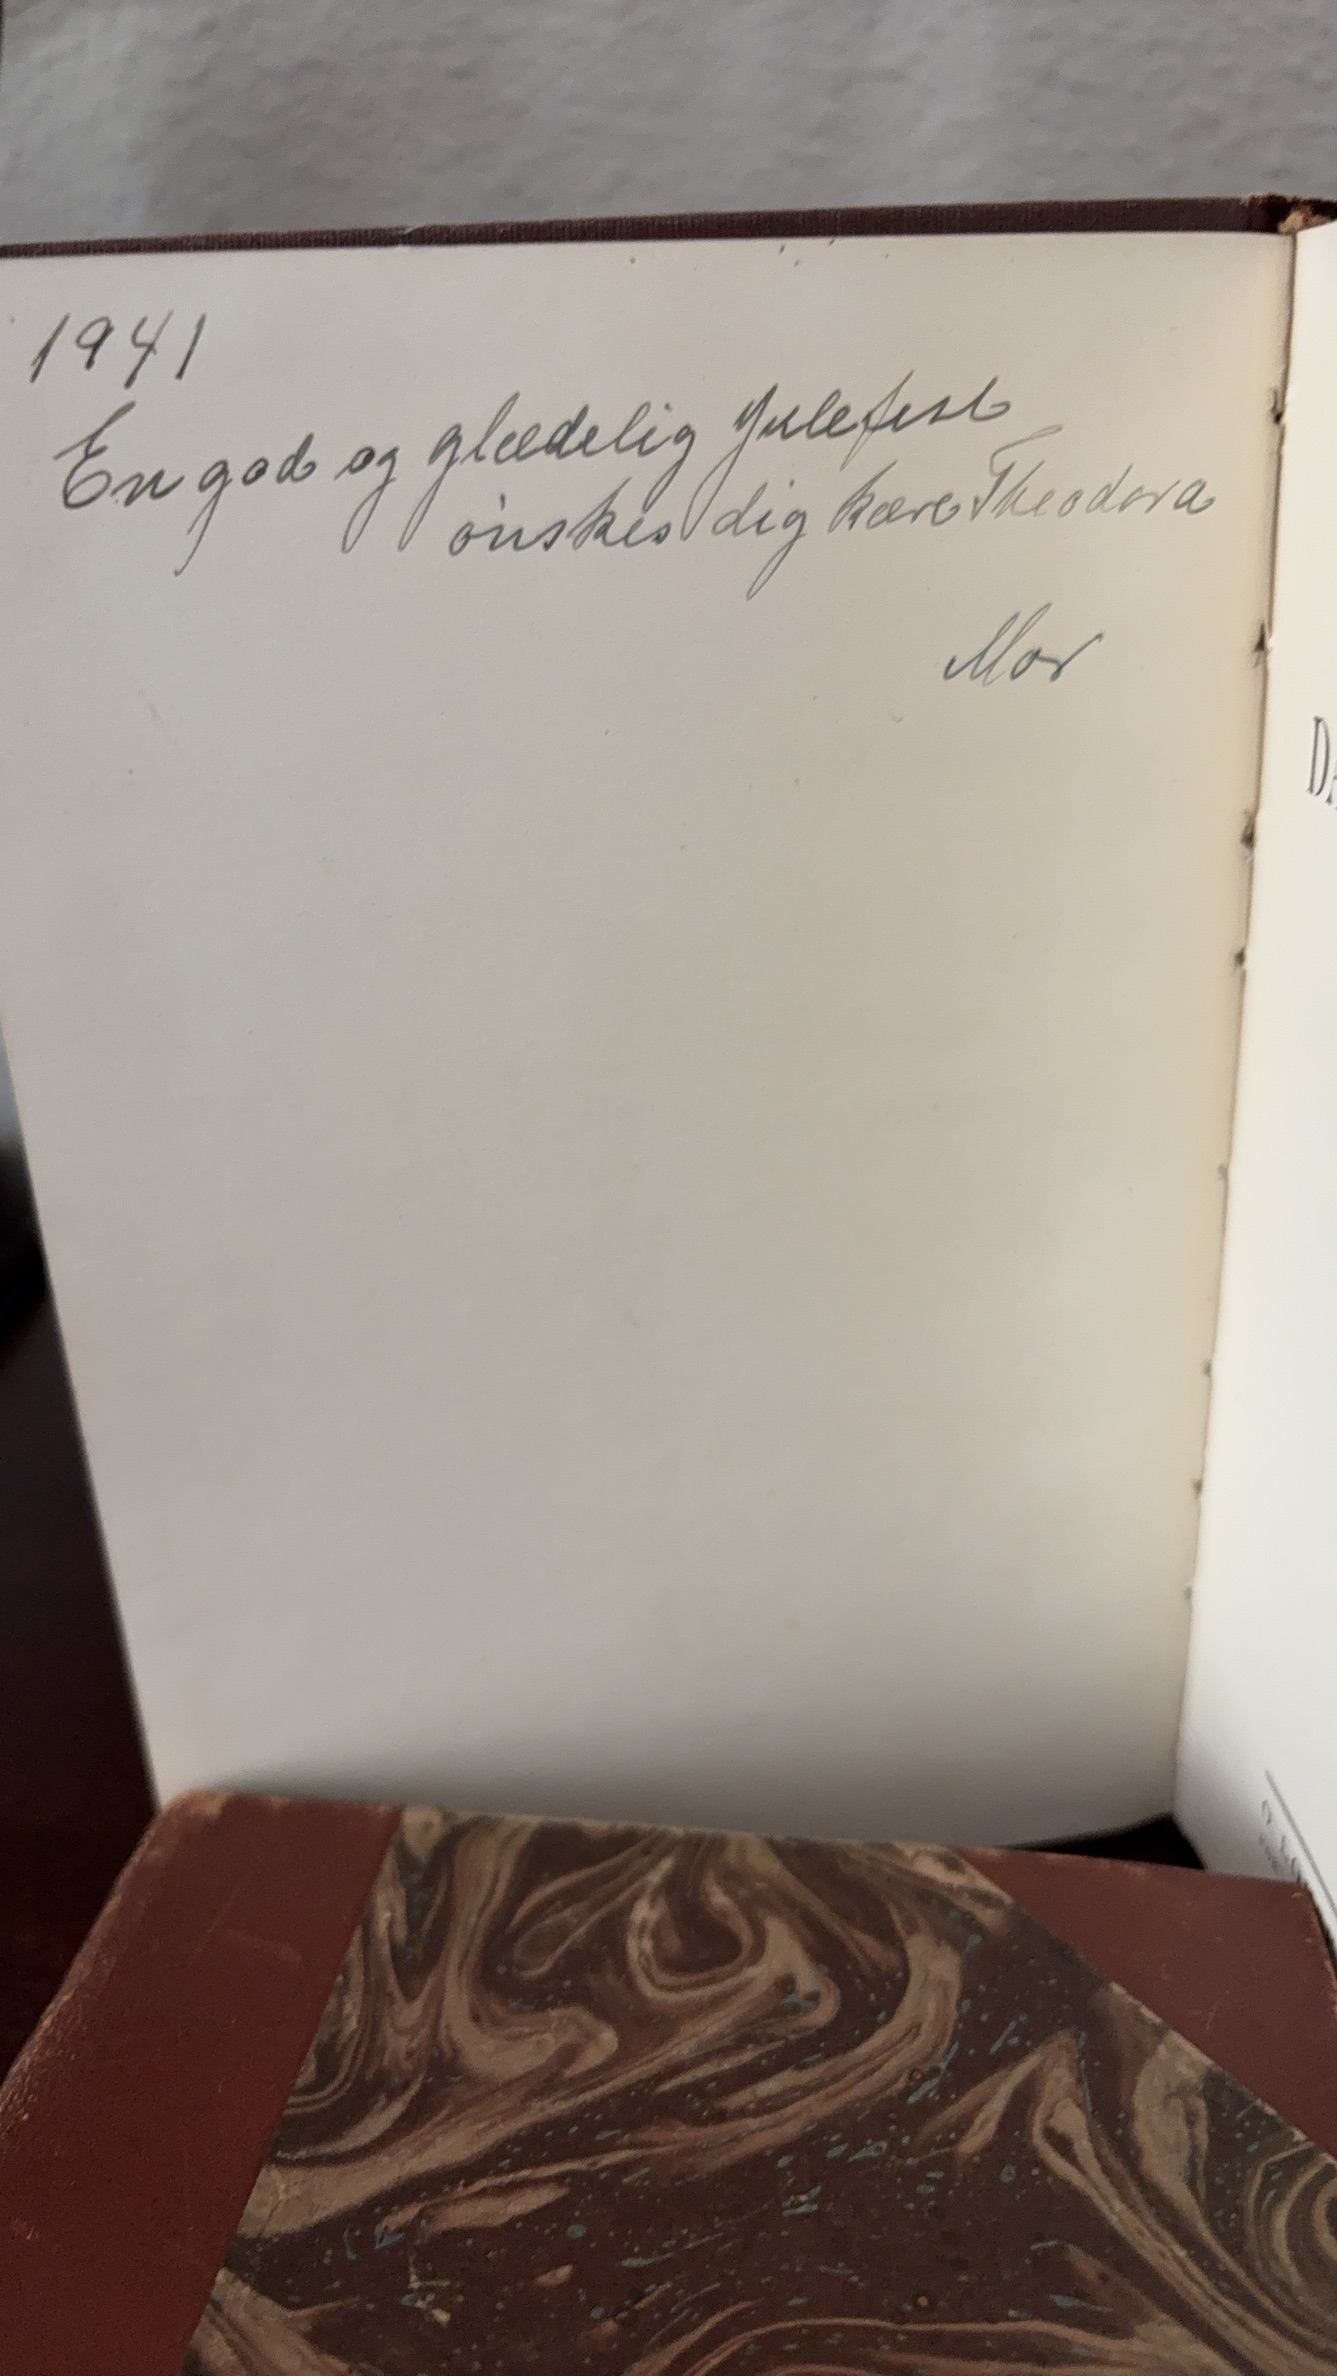 1941
En god og glædelig Julefest
ønskes dig kære Theodora
Mor